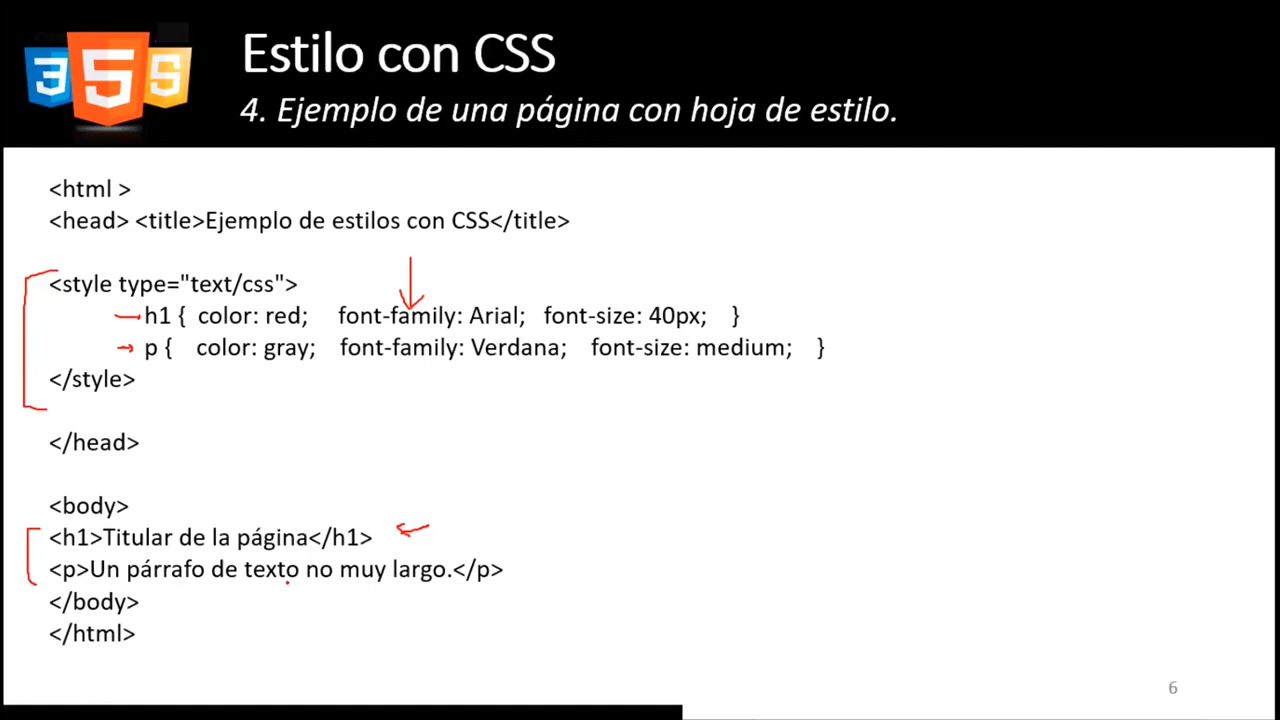 3 5 S
Estilo con CSS
4. Ejemplo de una página con hoja de estilo.
<html >
<head> <title>Ejemplo de estilos con CSS</title>
<style type="text/css">
h1 { color: red; font-family: Arial; font-size: 40px; }
p { color: gray; font-family: Verdana; font-size: medium; }
</style>
</head>
<body>
<h1>Titular de la página</h1>
<p>Un párrafo de texto no muy largo.</p>
</body>
</html>
6